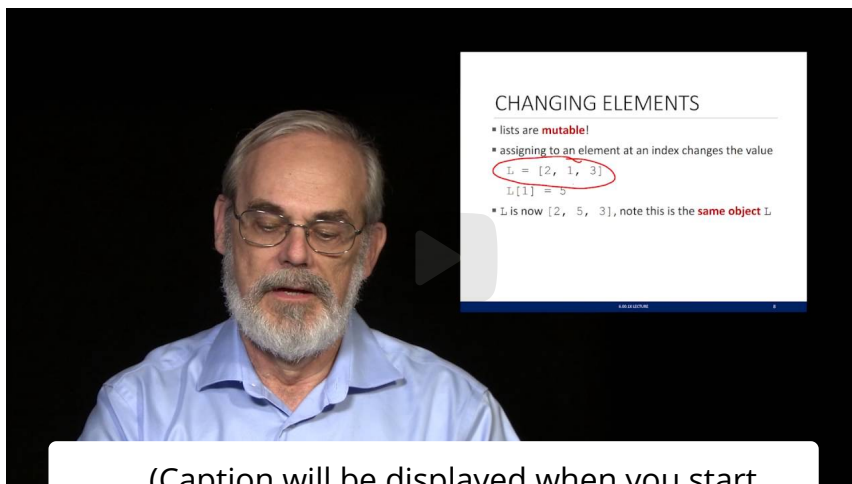 CHANGING ELEMENTS
▪ lists are mutable!
▪ assigning to an element at an index changes the value
L = [2, 1, 3]
L[1] = 5
▪ L is now [2, 5, 3], note this is the same object L
6.00.1X LECTURE
8
(Caption will be displayed when you start